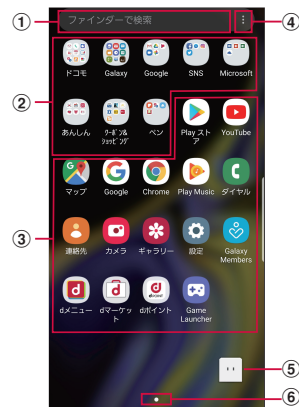 ① ファインダーで検索 ④
②
ドコモ Galaxy Google SNS Microsoft
あんしん ｸｰﾎﾟﾝ& ｼｮｯﾋﾟﾝｸﾞ ペン Play スト ア YouTube
マップ Google Chrome Play Music ダイヤル
③
連絡先 カメラ ギャラリー 設定 Galaxy Members
dメニュー dマーケッ ト dポイント Game Launcher
⑤
⑥